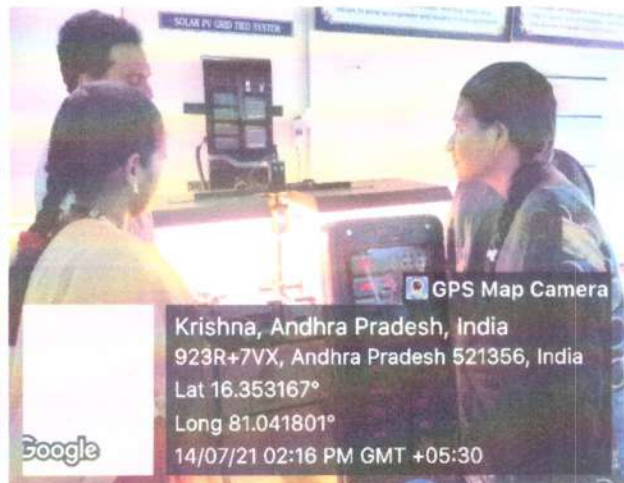 SOLAR PV GRID TIED SYSTEM
GPS Map Camera
Krishna, Andhra Pradesh, India
923R+7VX, Andhra Pradesh 521356, India
Lat 16.353167°
Long 81.041801°
14/07/21 02:16 PM GMT +05:30
Google